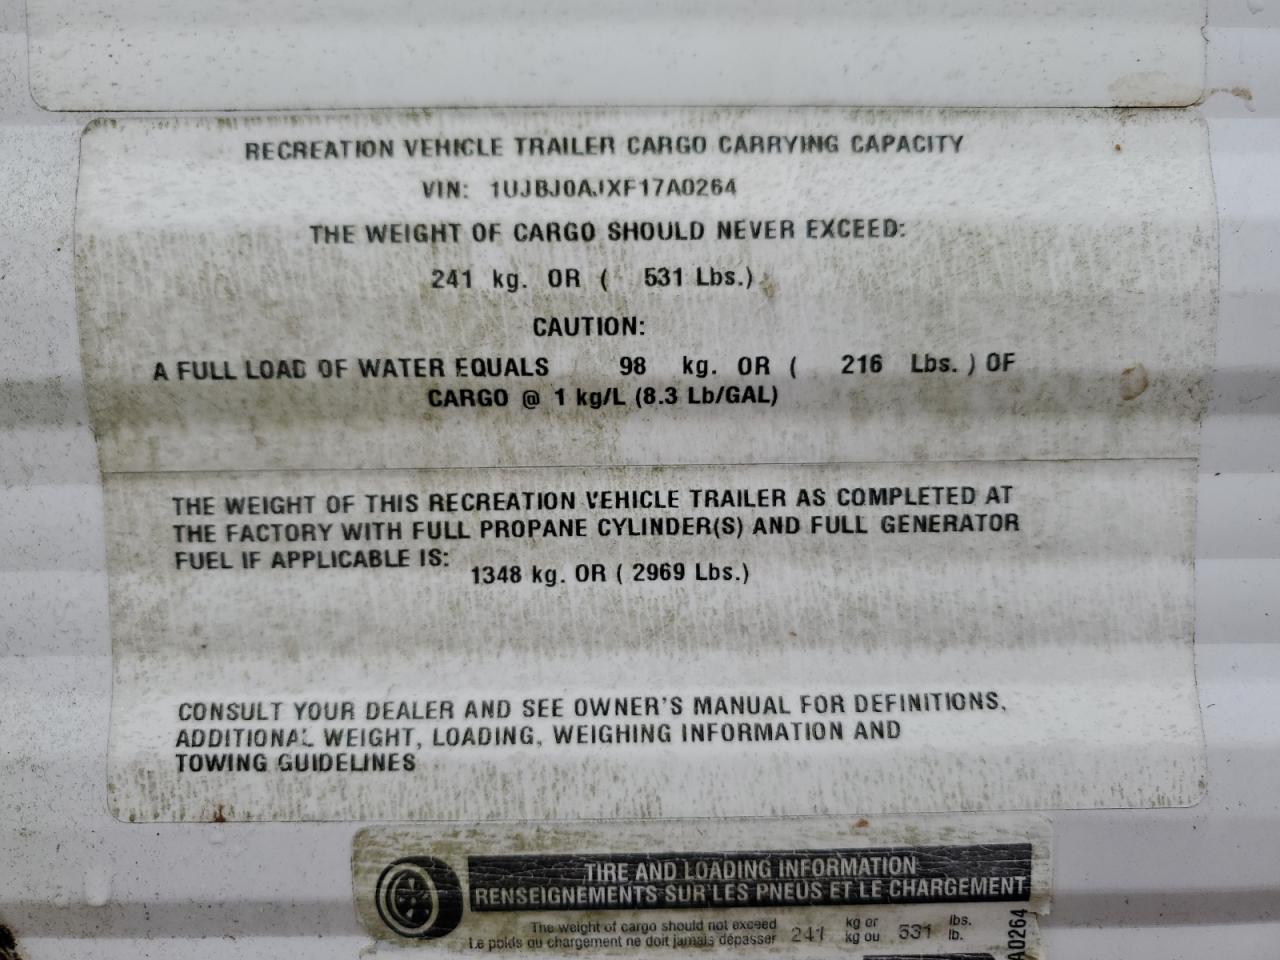 RECREATION VEHICLE TRAILER CARGO CARRYING CAPACITY
VIN: 1UJBJ0AJXF17A0264
THE WEIGHT OF CARGO SHOULD NEVER EXCEED:
241 kg. OR ( 531 Lbs.)
CAUTION:
A FULL LOAD OF WATER EQUALS 98 kg. OR ( 216 Lbs. ) OF
CARGO @ 1 kg/L (8.3 Lb/GAL)
THE WEIGHT OF THIS RECREATION VEHICLE TRAILER AS COMPLETED AT
THE FACTORY WITH FULL PROPANE CYLINDER(S) AND FULL GENERATOR
FUEL IF APPLICABLE IS:
1348 kg. OR ( 2969 Lbs.)
CONSULT YOUR DEALER AND SEE OWNER'S MANUAL FOR DEFINITIONS,
ADDITIONAL WEIGHT, LOADING, WEIGHING INFORMATION AND
TOWING GUIDELINES
TIRE AND LOADING INFORMATION
RENSEIGNEMENTS SUR LES PNEUS ET LE CHARGEMENT
The weight of cargo should not exceed 241 kg or 531 lbs.
Le poids du chargement ne doit jamais dépasser kg ou lb.
A0264